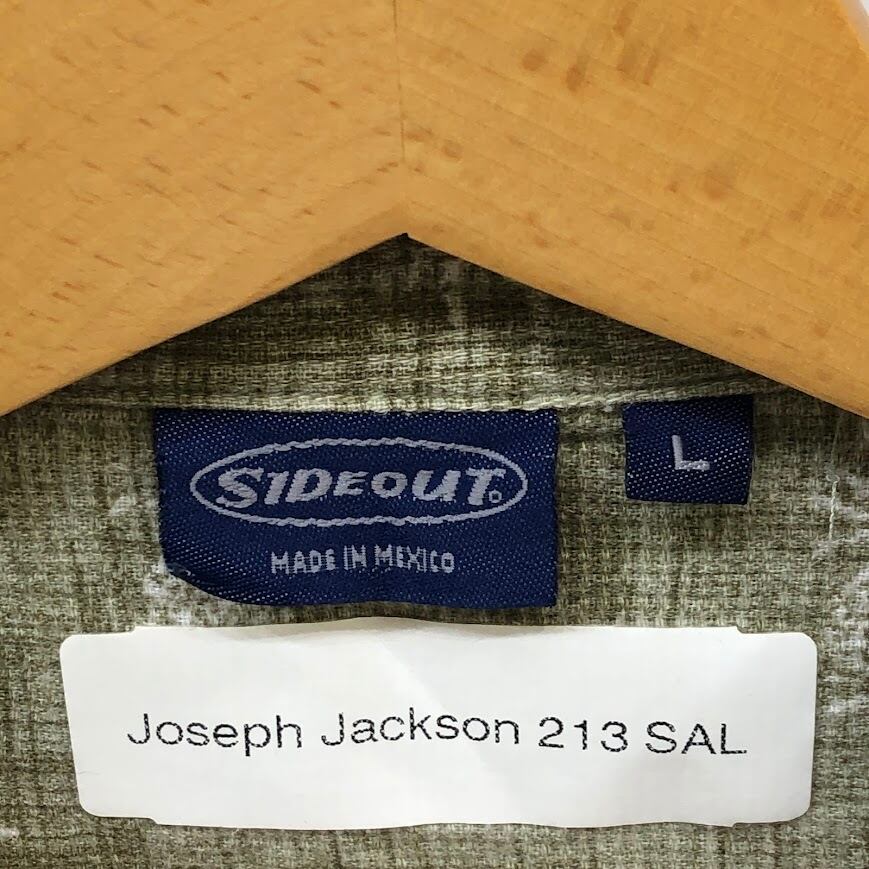 SIDEOUT
L
MADE IN MEXICO
Joseph Jackson 213 SAL